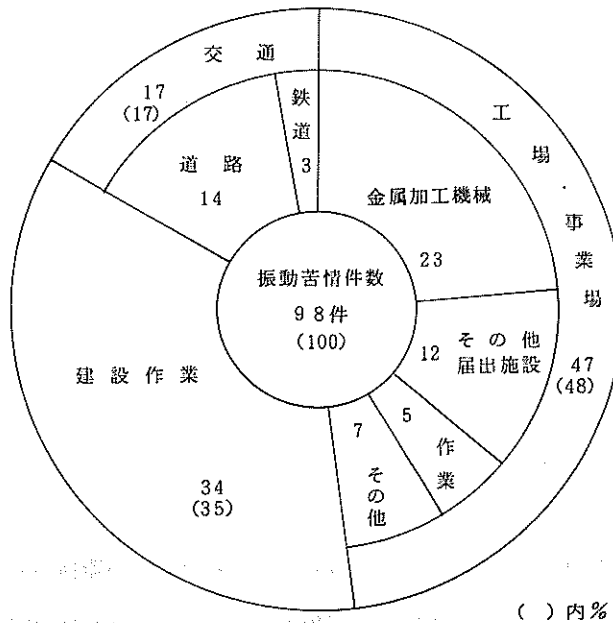 交通
17
(17)
鉄道
3
道路
14
工場・事業場
47
(48)
金属加工機械
23
その他
届出施設
12
作業
5
その他
7
振動苦情件数
98件
(100)
建設作業
34
(35)
( )内%